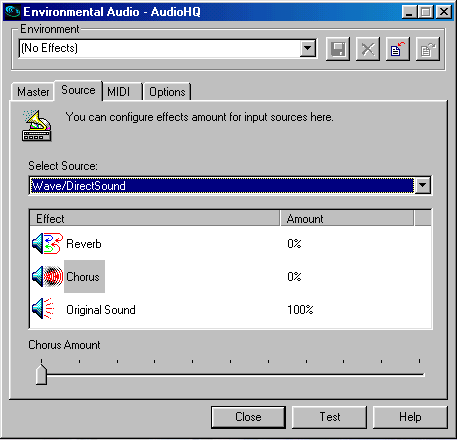 Environmental Audio - AudioHQ
Environment
(No Effects)
Master Source MIDI Options
You can configure effects amount for input sources here.
Select Source:
Wave/DirectSound
Effect Amount
Reverb 0%
Chorus 0%
Original Sound 100%
Chorus Amount
Close Test Help